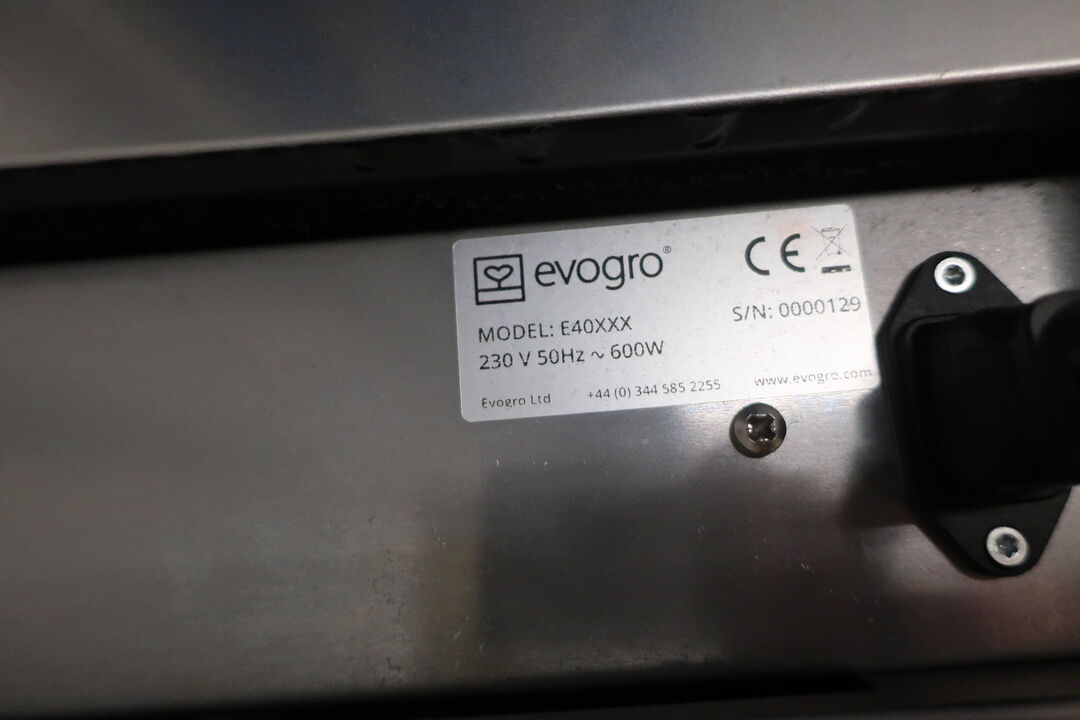 evogro®
CE
MODEL: E40XXX
S/N: 0000129
230 V 50Hz ~ 600W
Evogro Ltd
+44 (0) 344 585 2255
www.evogro.com